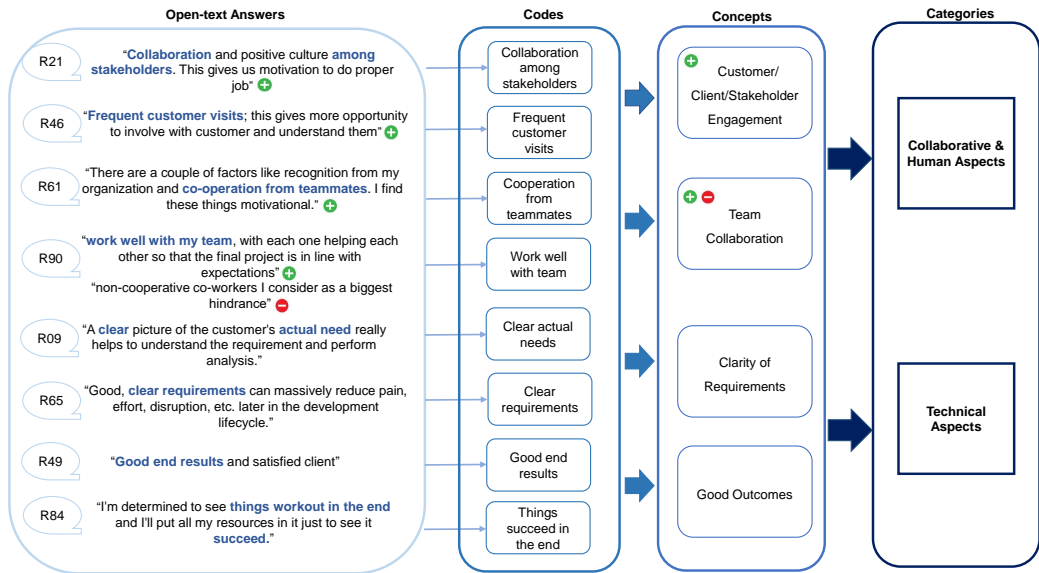 Open-text Answers
Codes
Concepts
Categories
R21
“Collaboration and positive culture among
stakeholders. This gives us motivation to do proper
job”
R46
“Frequent customer visits; this gives more opportunity
to involve with customer and understand them”
R61
“There are a couple of factors like recognition from my
organization and co-operation from teammates. I find
these things motivational.”
R90
“work well with my team, with each one helping each
other so that the final project is in line with
expectations”
“non-cooperative co-workers I consider as a biggest
hindrance”
R09
“A clear picture of the customer’s actual need really
helps to understand the requirement and perform
analysis.”
R65
“Good, clear requirements can massively reduce pain,
effort, disruption, etc. later in the development
lifecycle.”
R49
“Good end results and satisfied client”
R84
“I’m determined to see things workout in the end
and I’ll put all my resources in it just to see it
succeed.”
Collaboration
among
stakeholders
Frequent
customer
visits
Cooperation
from
teammates
Work well
with team
Clear actual
needs
Clear
requirements
Good end
results
Things
succeed in
the end
Customer/
Client/Stakeholder
Engagement
Team
Collaboration
Clarity of
Requirements
Good Outcomes
Collaborative &
Human Aspects
Technical
Aspects